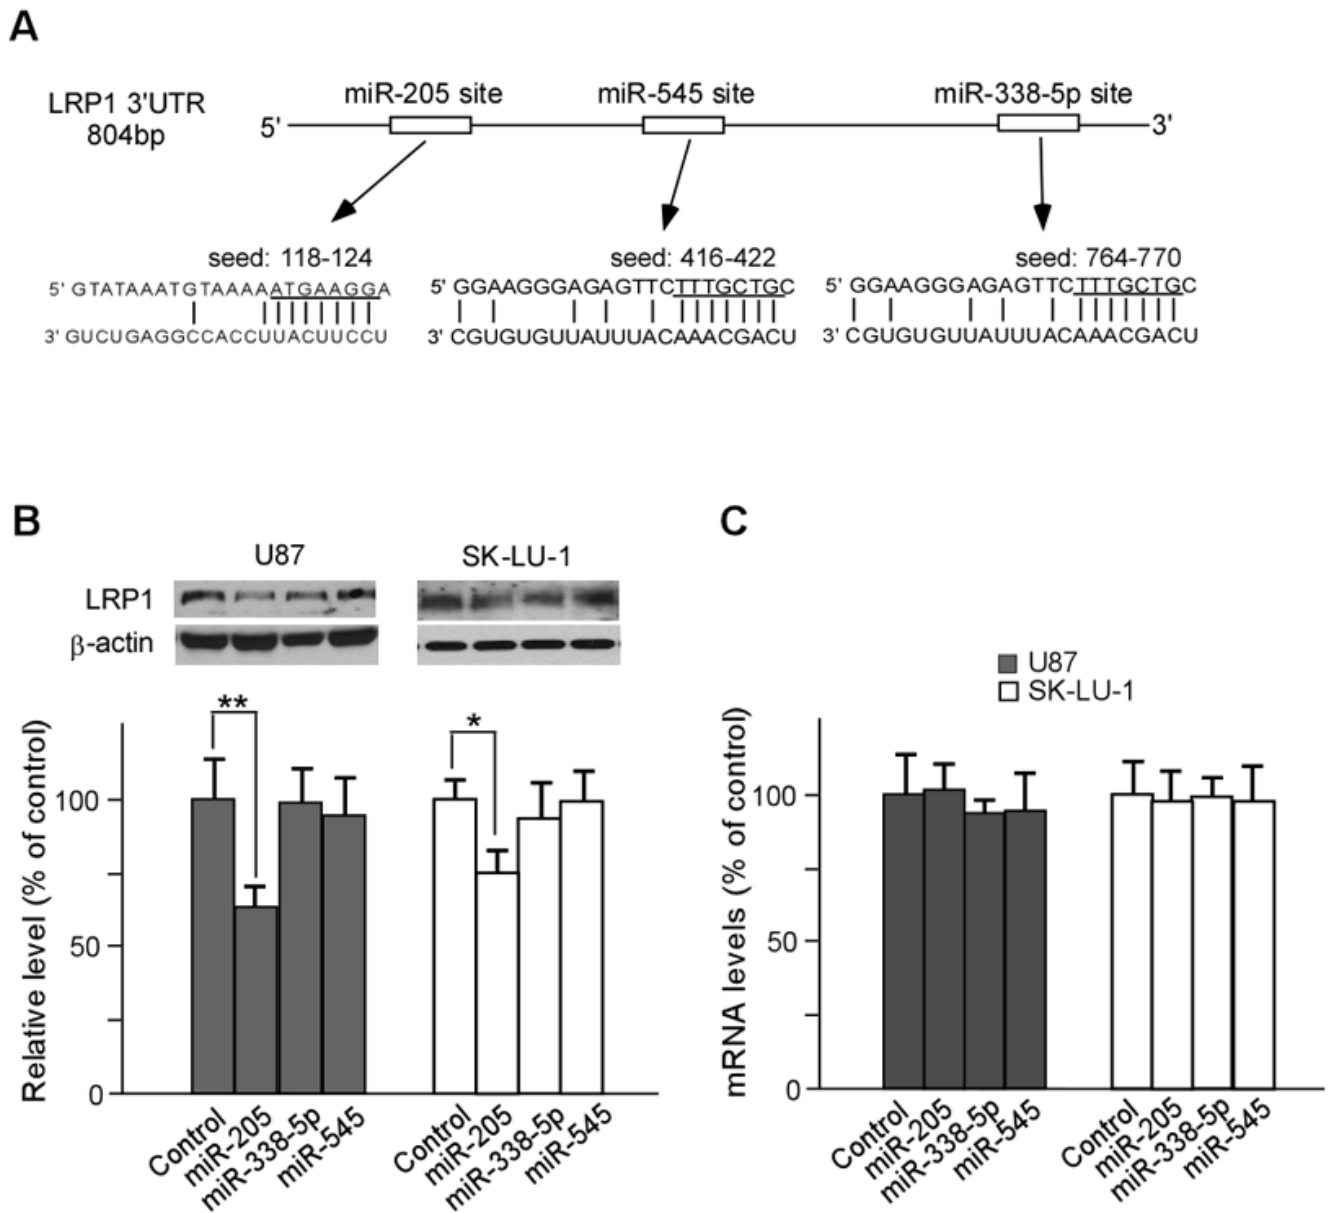 A
LRP1 3'UTR
804bp
miR-205 site
miR-545 site
miR-338-5p site
5'
3'
seed: 118-124
5' GTATAAATGTAAAAATGAAGGA
3' GUCUGAGGCCACCUUACUUCCU
seed: 416-422
5' GGAAGGGAGAGTTCTTTGCTGC
3' CGUGUGUUAUUUACAAACGACU
seed: 764-770
5' GGAAGGGAGAGTTCTTTGCTGC
3' CGUGUGUUAUUUACAAACGACU
B
U87
SK-LU-1
LRP1
β-actin
**
*
Relative level (% of control)
100
50
0
Control
miR-205
miR-338-5p
miR-545
Control
miR-205
miR-338-5p
miR-545
C
U87
SK-LU-1
mRNA levels (% of control)
100
50
0
Control
miR-205
miR-338-5p
miR-545
Control
miR-205
miR-338-5p
miR-545